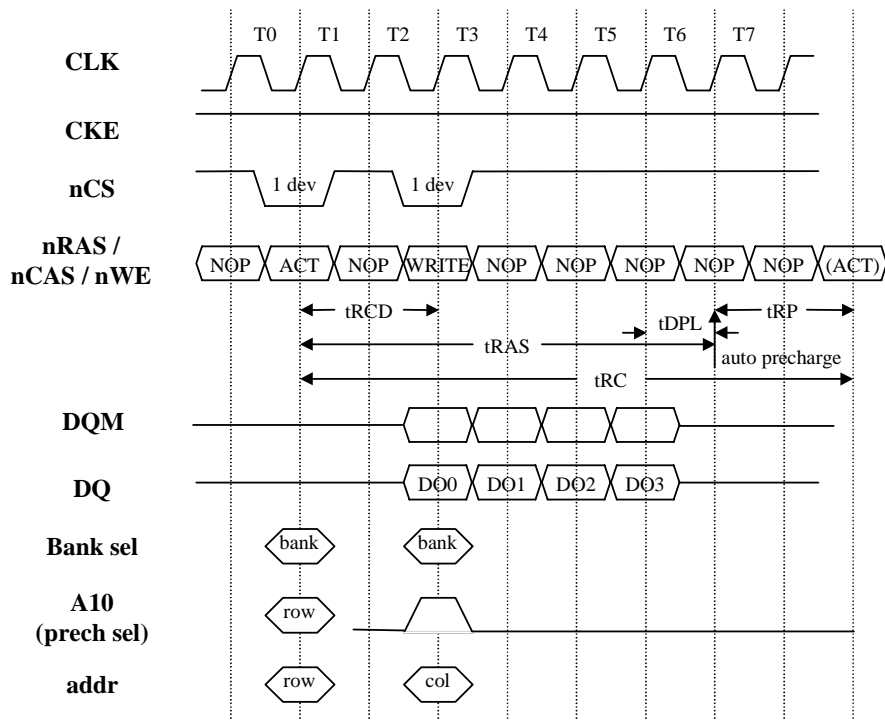 T0 T1 T2 T3 T4 T5 T6 T7
CLK
CKE
nCS 1 dev 1 dev
nRAS /
nCAS / nWE
NOP ACT NOP WRITE NOP NOP NOP NOP NOP (ACT)
tRCD tDPL tRP
tRAS
auto precharge
tRC
DQM
DQ DO0 DO1 DO2 DO3
Bank sel bank bank
A10
(prech sel) row
addr row col